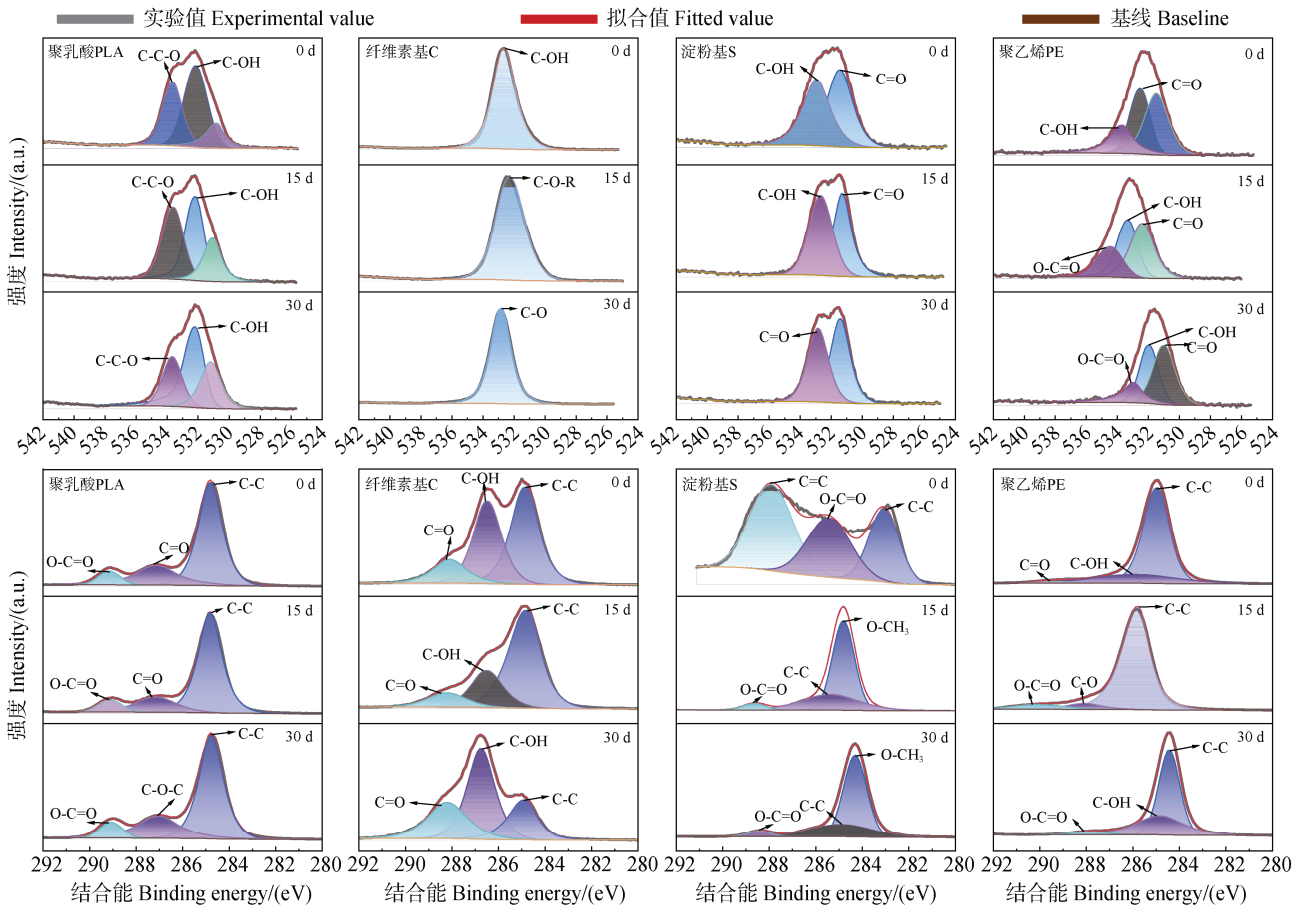 实验值 Experimental value 拟合值 Fitted value 基线 Baseline
聚乳酸PLA 0 d
C-C-O
C-OH
纤维素基C 0 d
C-OH
淀粉基S 0 d
C-OH
C=O
聚乙烯PE 0 d
C=O
C-OH
15 d
C-C-O
C-OH
15 d
C-O-R
15 d
C-OH
C=O
15 d
C-OH
C=O
O-C=O
30 d
C-OH
C-C-O
30 d
C-O
30 d
C=O
30 d
C-OH
C=O
O-C=O
强度 Intensity/(a.u.)
542 540 538 536 534 532 530 528 526 524
542 540 538 536 534 532 530 528 526 524
542 540 538 536 534 532 530 528 526 524
542 540 538 536 534 532 530 528 526 524
聚乳酸PLA 0 d
C-C
C=O
O-C=O
纤维素基C 0 d
C-OH
C-C
C=O
淀粉基S 0 d
C=C
O-C=O
C-C
聚乙烯PE 0 d
C-C
C-OH
C=O
15 d
C-C
C=O
O-C=O
15 d
C-C
C-OH
C=O
15 d
O-CH₃
C-C
O-C=O
15 d
C-C
O-C=O
C-O
30 d
C-C
C-O-C
O-C=O
30 d
C-OH
C=O
C-C
30 d
O-CH₃
C-C
O-C=O
30 d
C-C
C-OH
O-C=O
强度 Intensity/(a.u.)
292 290 288 286 284 282 280
292 290 288 286 284 282 280
292 290 288 286 284 282 280
292 290 288 286 284 282 280
结合能 Binding energy/(eV)
结合能 Binding energy/(eV)
结合能 Binding energy/(eV)
结合能 Binding energy/(eV)